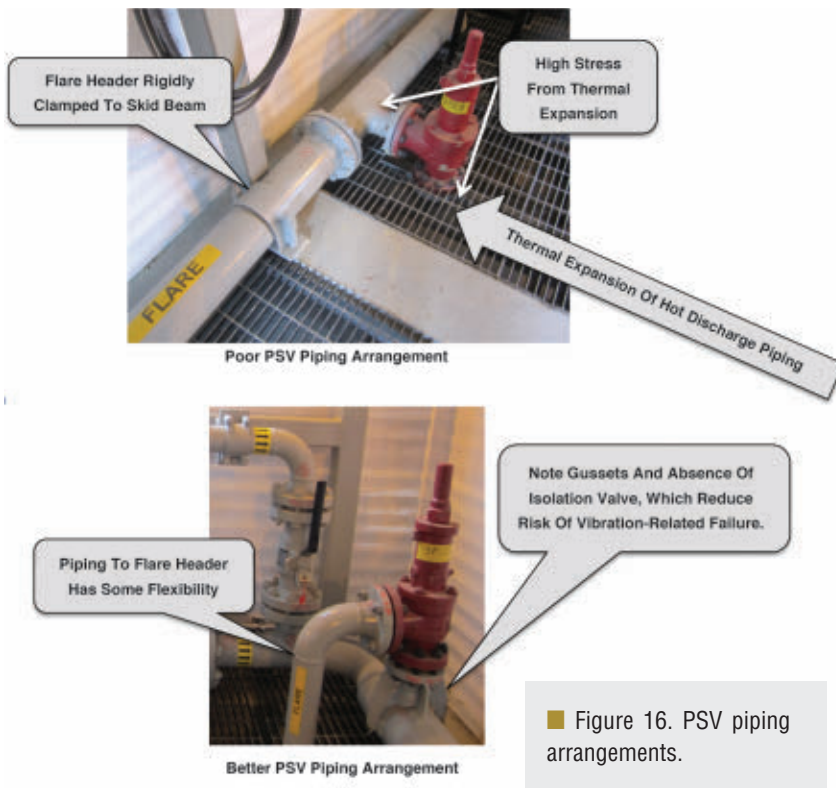 Flare Header Rigidly
Clamped To Skid Beam
High Stress
From Thermal
Expansion
Thermal Expansion Of Hot Discharge Piping
FLARE
Poor PSV Piping Arrangement
Note Gussets And Absence Of
Isolation Valve, Which Reduce
Risk Of Vibration-Related Failure.
Piping To Flare Header
Has Some Flexibility
FLARE
Better PSV Piping Arrangement
■ Figure 16. PSV piping
arrangements.